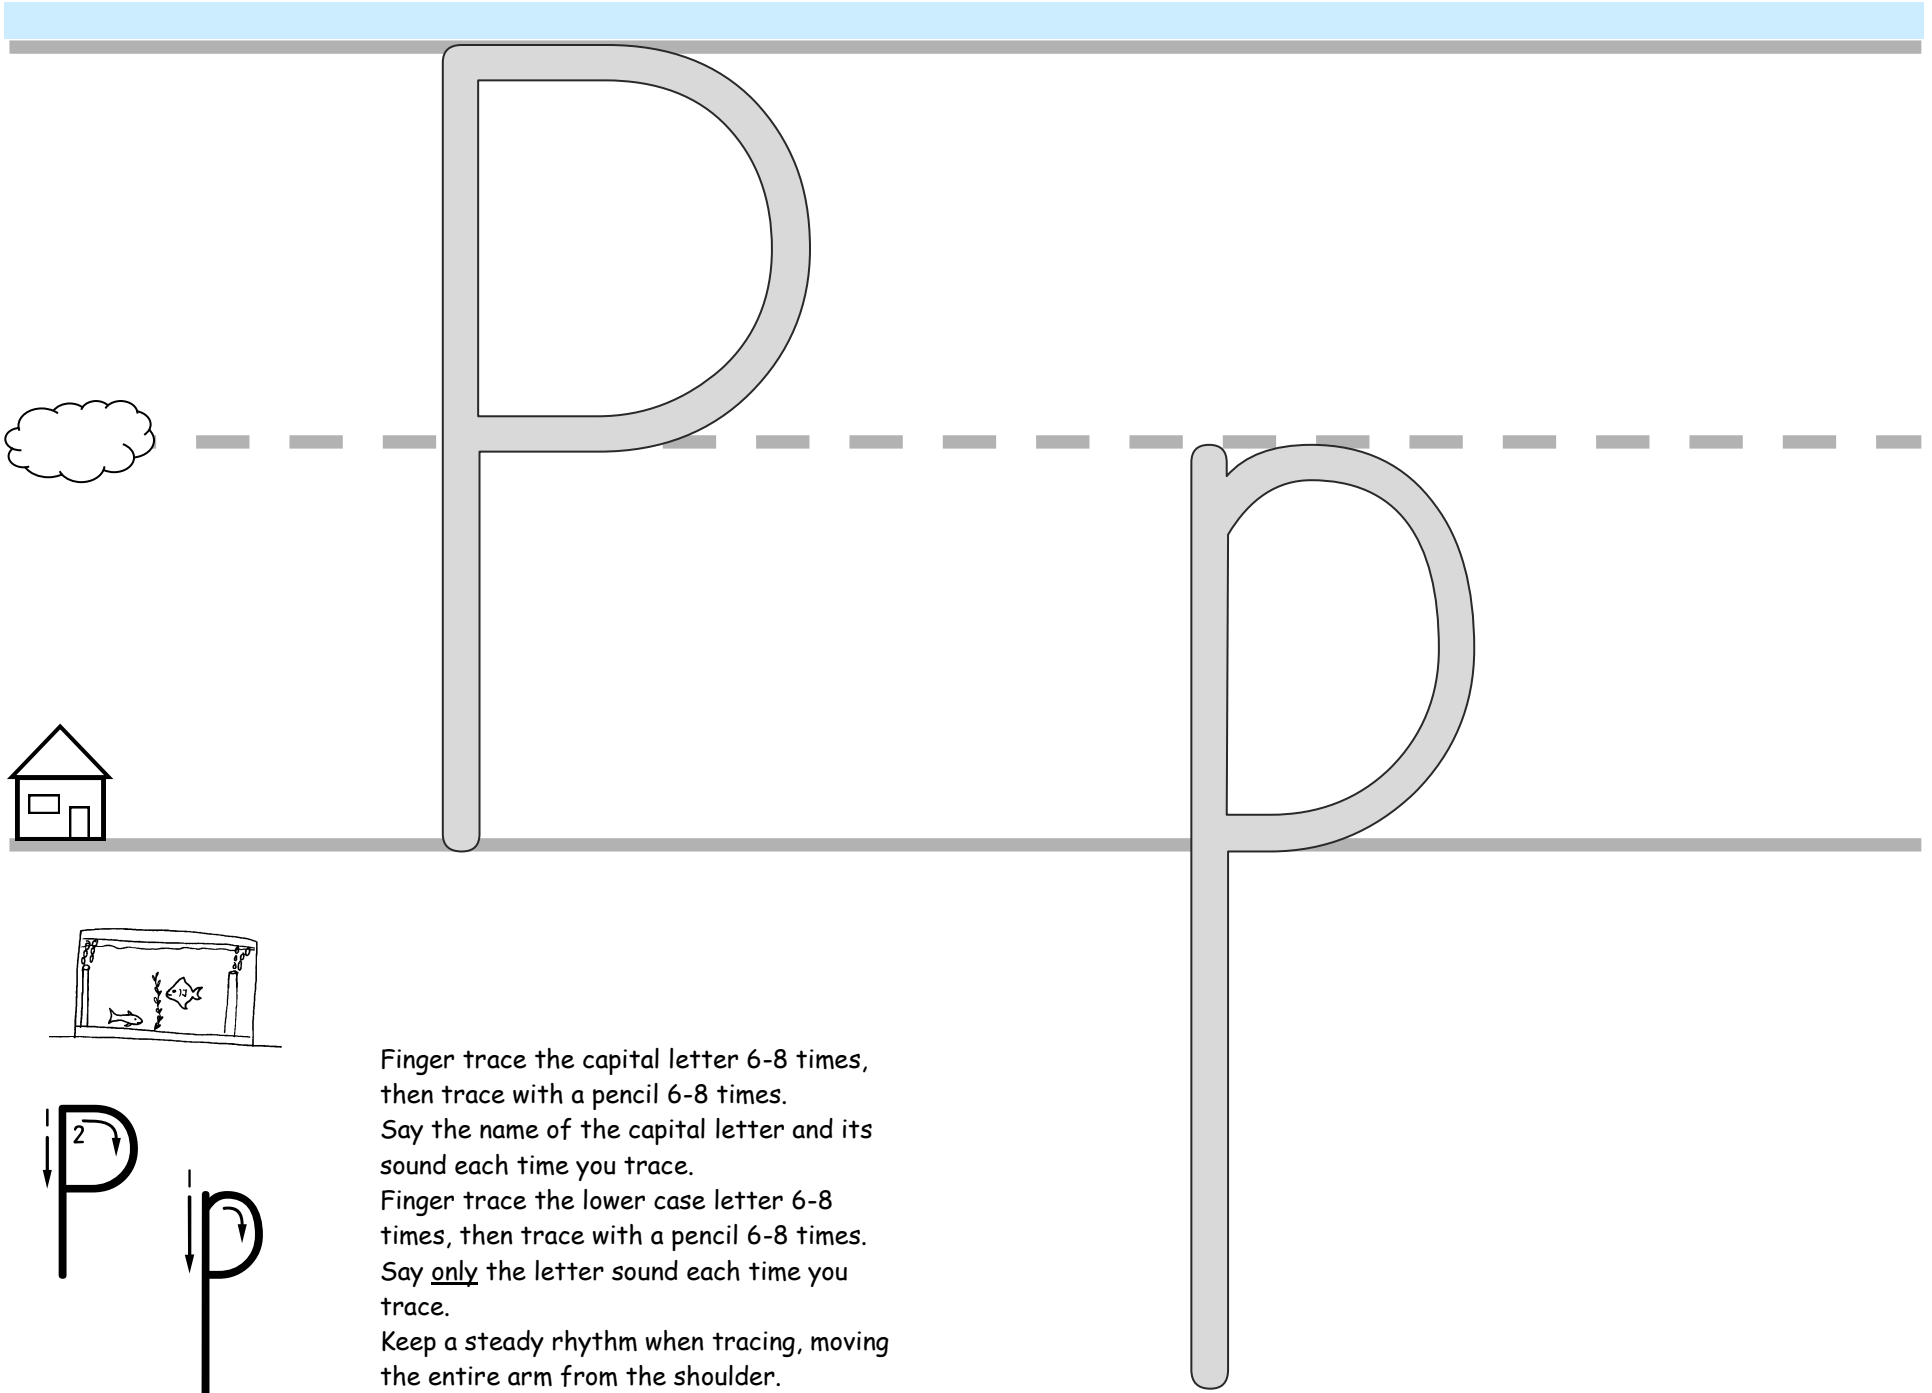 P
p
Finger trace the capital letter 6-8 times,
then trace with a pencil 6-8 times.
Say the name of the capital letter and its
sound each time you trace.
Finger trace the lower case letter 6-8
times, then trace with a pencil 6-8 times.
Say only the letter sound each time you
trace.
Keep a steady rhythm when tracing, moving
the entire arm from the shoulder.
P
2
p